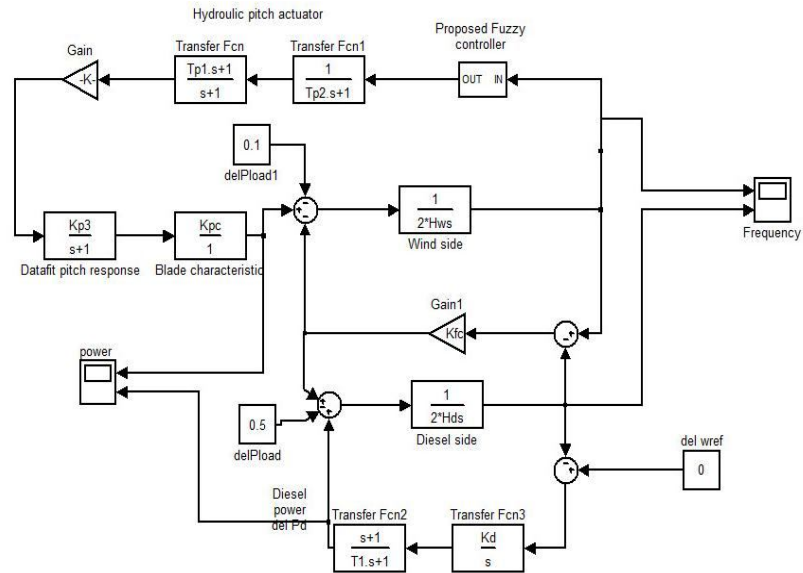 Hydroulic pitch actuator
Gain
-K-
Transfer Fcn
Tp1.s+1
s+1
Transfer Fcn1
1
Tp2.s+1
Proposed Fuzzy
controller
OUT IN
0.1
delPload1
Kp3
s+1
Datafit pitch response
Kpc
1
Blade characteristic
1
2*Hws
Wind side
Frequency
Gain1
Kfc
power
0.5
delPload
1
2*Hds
Diesel side
del wref
0
Diesel
power
del Pd
Transfer Fcn2
s+1
T1.s+1
Transfer Fcn3
Kd
s